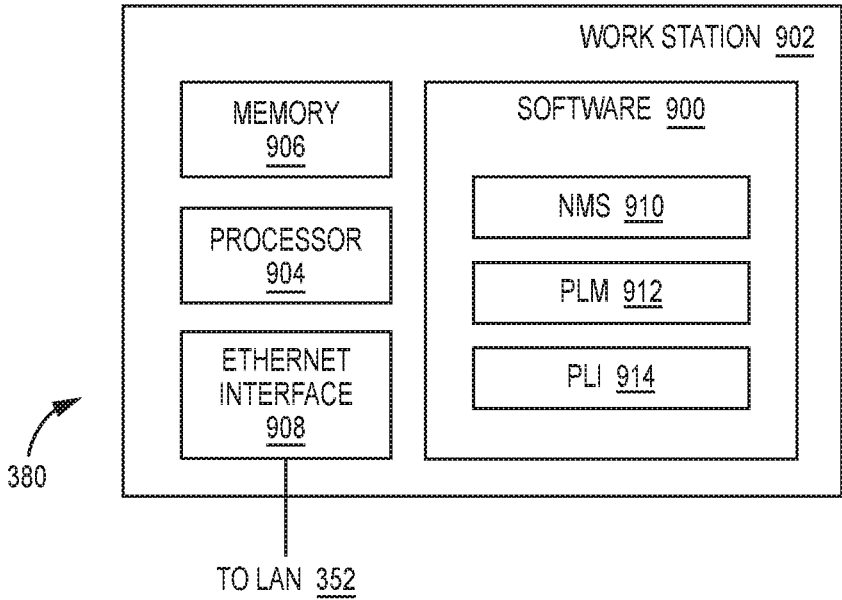 WORK STATION 902
MEMORY
906
PROCESSOR
904
ETHERNET
INTERFACE
908
SOFTWARE 900
NMS 910
PLM 912
PLI 914
380
TO LAN 352